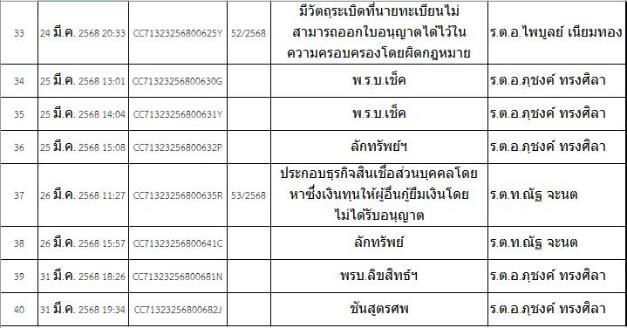 มีวัตถุระเบิดที่นายทะเบียนไม่
33 24 มี.ค. 2568 20:33 CC71323256800625Y 52/2568 สามารถออกใบอนุญาตได้ไว้ใน ร.ต.อ.ไพบูลย์ เนียมทอง
ความครอบครองโดยผิดกฎหมาย
34 25 มี.ค. 2568 13:01 CC71323256800630G พ.ร.บ.เช็ค ร.ต.อ.ภุชงค์ ทรงศิลา
35 25 มี.ค. 2568 14:04 CC71323256800631Y พ.ร.บ.เช็ค ร.ต.อ.ภุชงค์ ทรงศิลา
36 25 มี.ค. 2568 15:08 CC71323256800632P ลักทรัพย์ฯ ร.ต.อ.ภุชงค์ ทรงศิลา
ประกอบธุรกิจสินเชื่อส่วนบุคคลโดย
37 26 มี.ค. 2568 11:27 CC71323256800635R 53/2568 หาซึ่งเงินทุนให้ผู้อื่นกู้ยืมเงินโดย ร.ต.ท.ณัฐ จะนต
ไม่ได้รับอนุญาต
38 26 มี.ค. 2568 15:57 CC71323256800641C ลักทรัพย์ ร.ต.ท.ณัฐ จะนต
39 31 มี.ค. 2568 18:26 CC71323256800681N พรบ.ลิขสิทธ์ฯ ร.ต.อ.ภุชงค์ ทรงศิลา
40 31 มี.ค. 2568 19:34 CC71323256800682J ชันสูตรศพ ร.ต.อ.ภุชงค์ ทรงศิลา